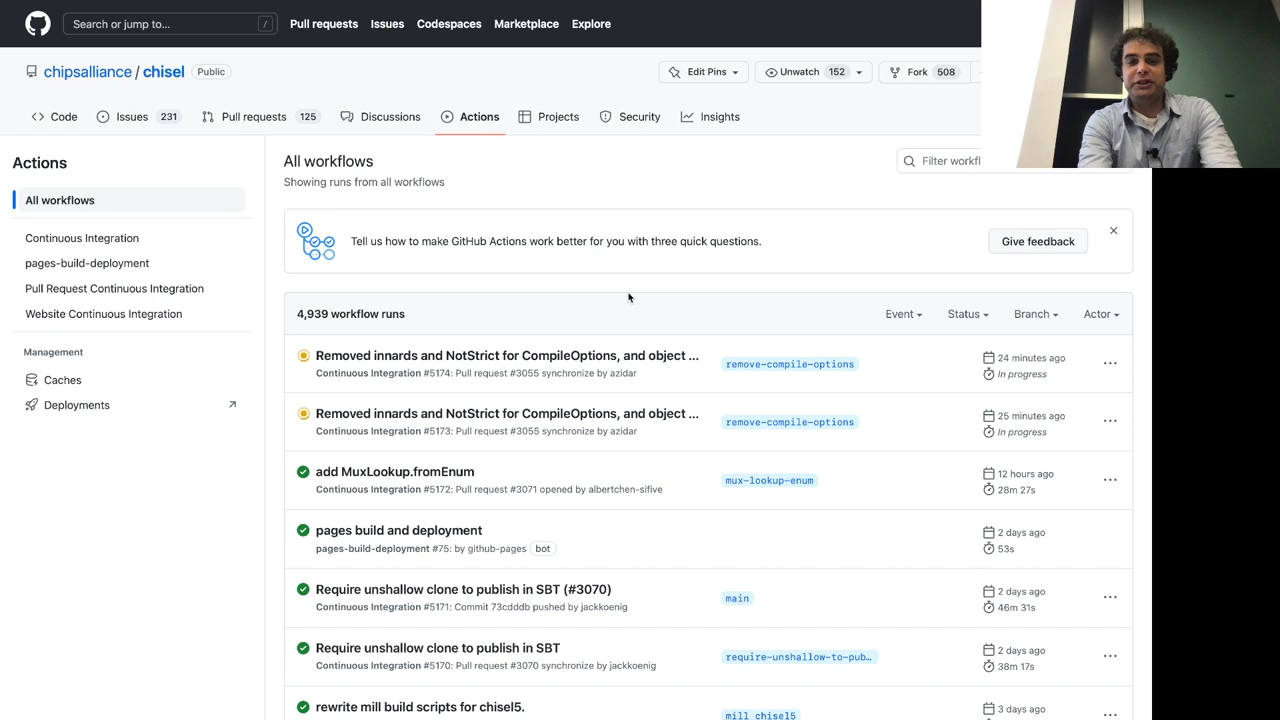 Search or jump to... /
Pull requests Issues Codespaces Marketplace Explore
chipsalliance / chisel Public
Edit Pins Unwatch 152 Fork 508
Code Issues 231 Pull requests 125 Discussions Actions Projects Security Insights
Actions
All workflows
Continuous Integration
pages-build-deployment
Pull Request Continuous Integration
Website Continuous Integration
Management
Caches
Deployments
All workflows
Showing runs from all workflows
Filter workfl
Tell us how to make GitHub Actions work better for you with three quick questions.
Give feedback
4,939 workflow runs
Event Status Branch Actor
Removed innards and NotStrict for CompileOptions, and object ...
Continuous Integration #5174: Pull request #3055 synchronize by azidar
remove-compile-options
24 minutes ago
In progress
Removed innards and NotStrict for CompileOptions, and object ...
Continuous Integration #5173: Pull request #3055 synchronize by azidar
remove-compile-options
25 minutes ago
In progress
add MuxLookup.fromEnum
Continuous Integration #5172: Pull request #3071 opened by albertchen-sifive
mux-lookup-enum
12 hours ago
28m 27s
pages build and deployment
pages-build-deployment #75: by github-pages bot
2 days ago
53s
Require unshallow clone to publish in SBT (#3070)
Continuous Integration #5171: Commit 73cdddb pushed by jackkoenig
main
2 days ago
46m 31s
Require unshallow clone to publish in SBT
Continuous Integration #5170: Pull request #3070 synchronize by jackkoenig
require-unshallow-to-pub...
2 days ago
38m 17s
rewrite mill build scripts for chisel5.
mill_chisel5
3 days ago